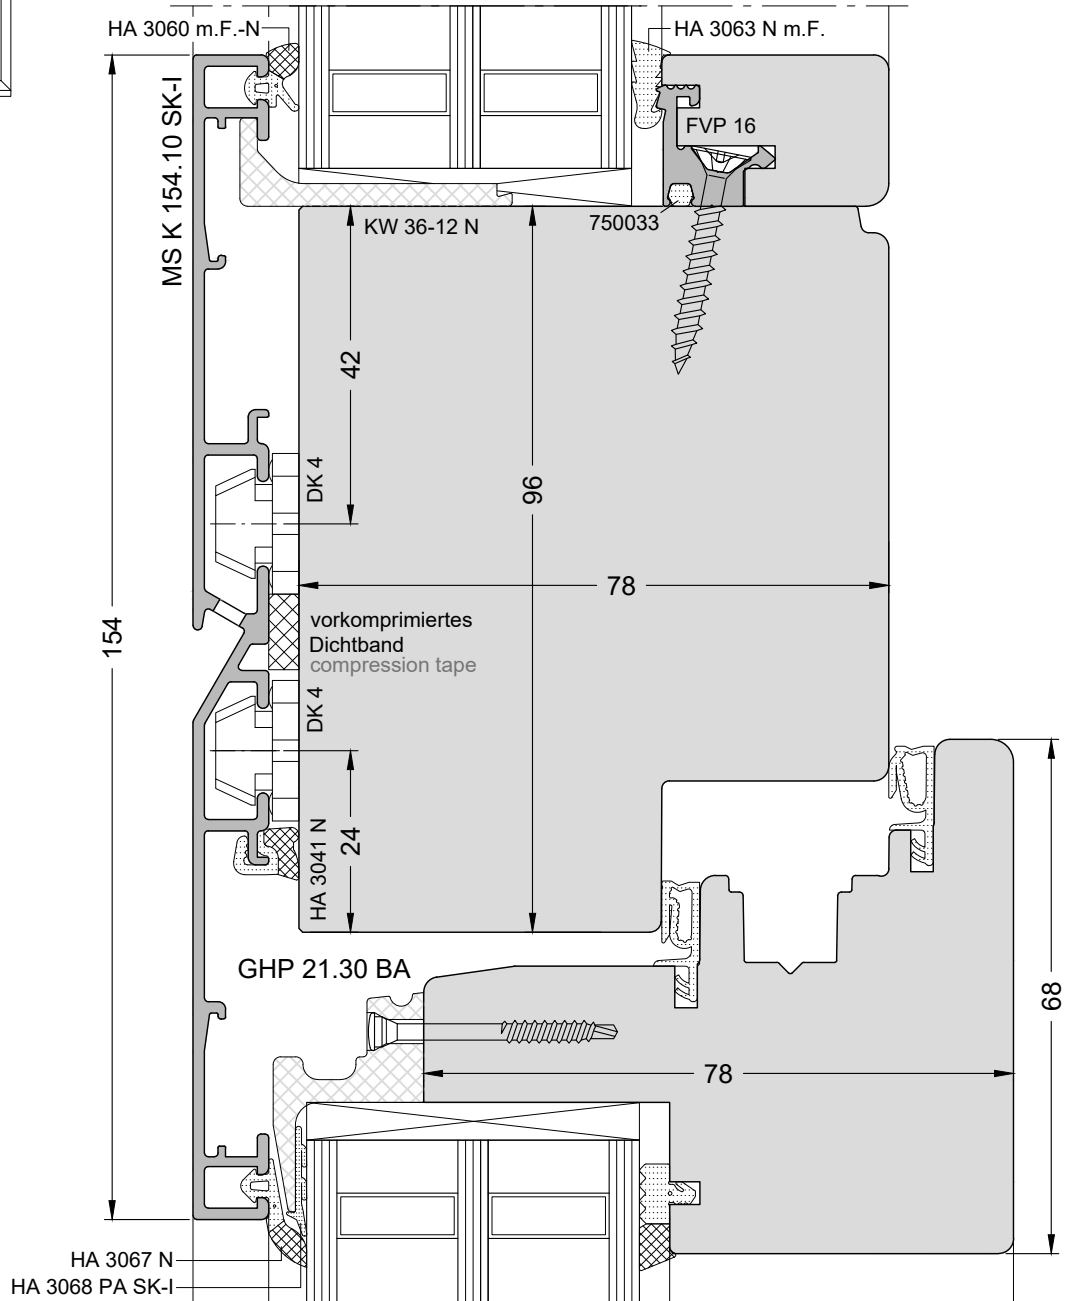 HA 3060 m.F.-N
HA 3063 N m.F.
MS K 154.10 SK-I
FVP 16
KW 36-12 N
750033
42
DK 4
96
78
154
vorkomprimiertes
Dichtband
compression tape
DK 4
24
HA 3041 N
GHP 21.30 BA
68
78
HA 3067 N
HA 3068 PA SK-I